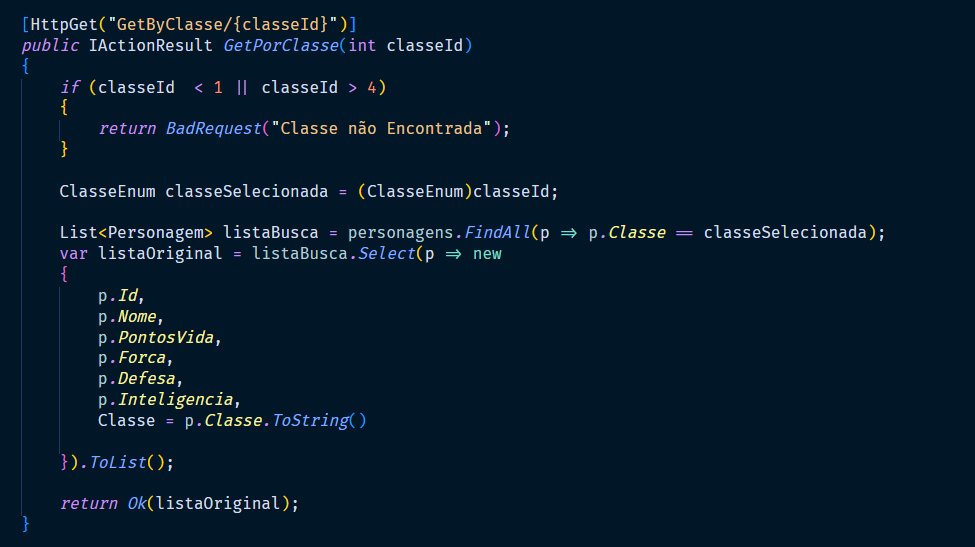 [HttpGet("GetByClasse/{classeId}")]
public IActionResult GetPorClasse(int classeId)
{
    if (classeId  < 1 || classeId > 4)
    {
        return BadRequest("Classe não Encontrada");
    }

    ClasseEnum classeSelecionada = (ClasseEnum)classeId;

    List<Personagem> listaBusca = personagens.FindAll(p => p.Classe == classeSelecionada);
    var listaOriginal = listaBusca.Select(p => new
    {
        p.Id,
        p.Nome,
        p.PontosVida,
        p.Forca,
        p.Defesa,
        p.Inteligencia,
        Classe = p.Classe.ToString()

    }).ToList();

    return Ok(listaOriginal);
}